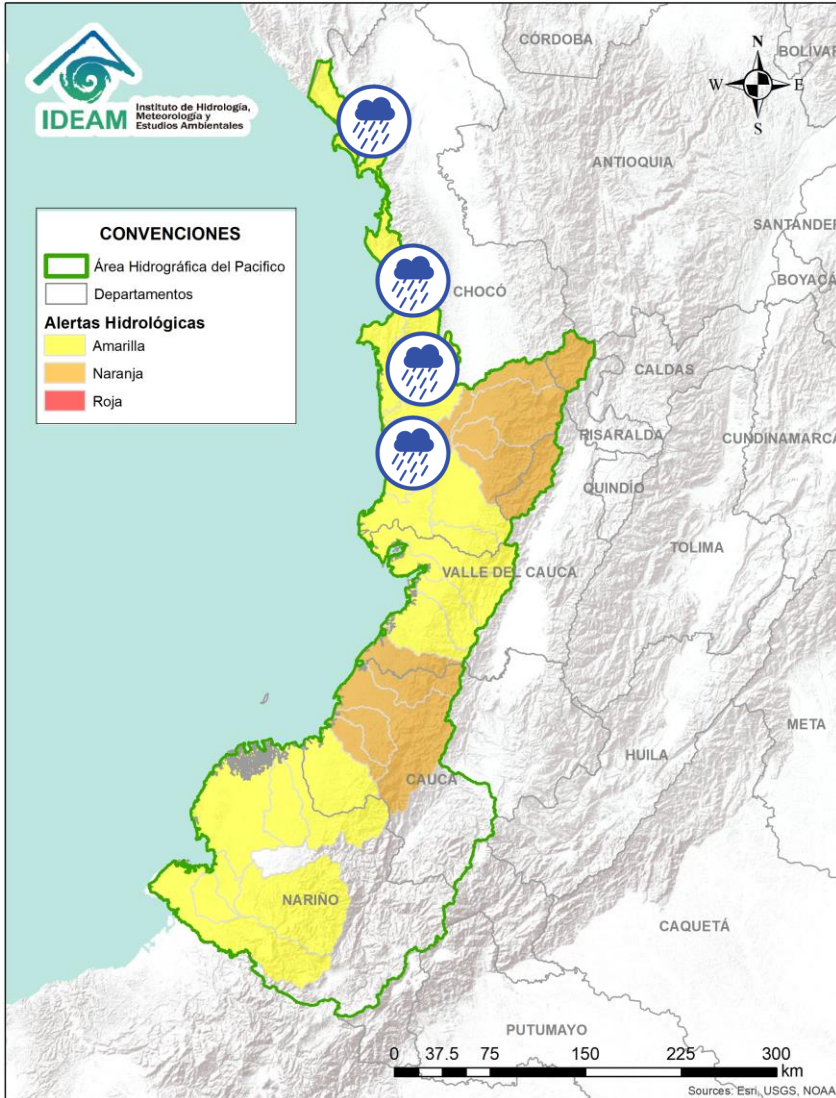 IDEAM
Instituto de Hidrología,
Meteorología y
Estudios Ambientales
CONVENCIONES
Área Hidrográfica del Pacifico
Departamentos
Alertas Hidrológicas
Amarilla
Naranja
Roja
N
W
E
S
CÓRDOBA
BOLÍVAR
ANTIOQUIA
SANTANDER
BOYACÁ
CHOCÓ
CALDAS
RISARALDA
CUNDINAMARCA
QUINDÍO
TOLIMA
VALLE DEL CAUCA
META
HUILA
CAUCA
NARIÑO
CAQUETÁ
PUTUMAYO
0 37.5 75 150 225 300
km
Sources: Esri, USGS, NOAA